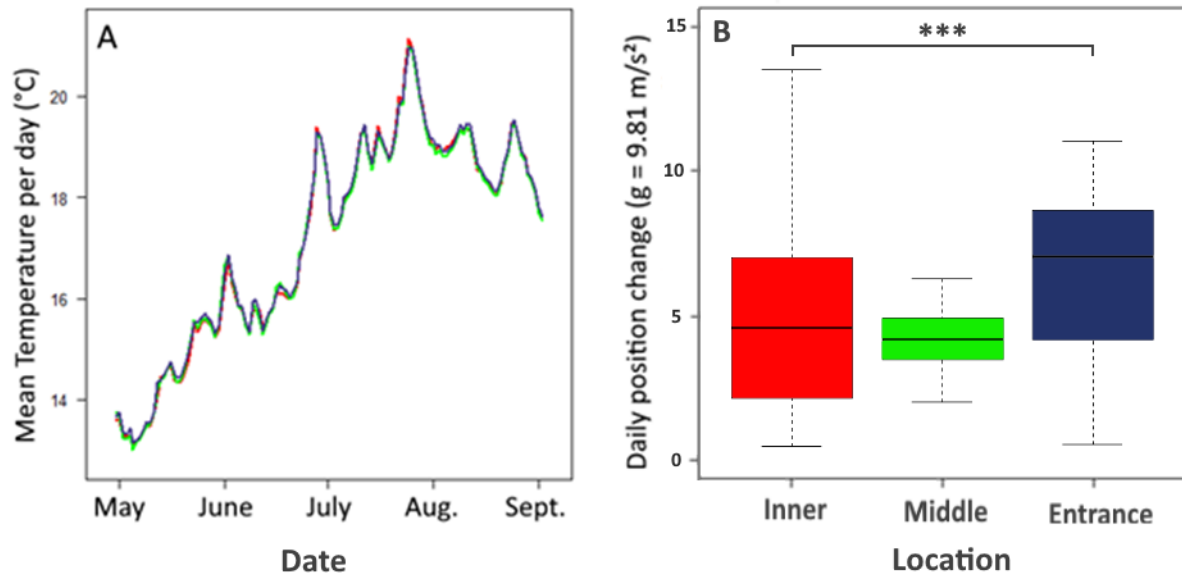 A
Mean Temperature per day (°C)
20
18
16
14
May June July Aug. Sept.
Date
B
***
Daily position change (g = 9.81 m/s²)
15
10
5
0
Inner Middle Entrance
Location